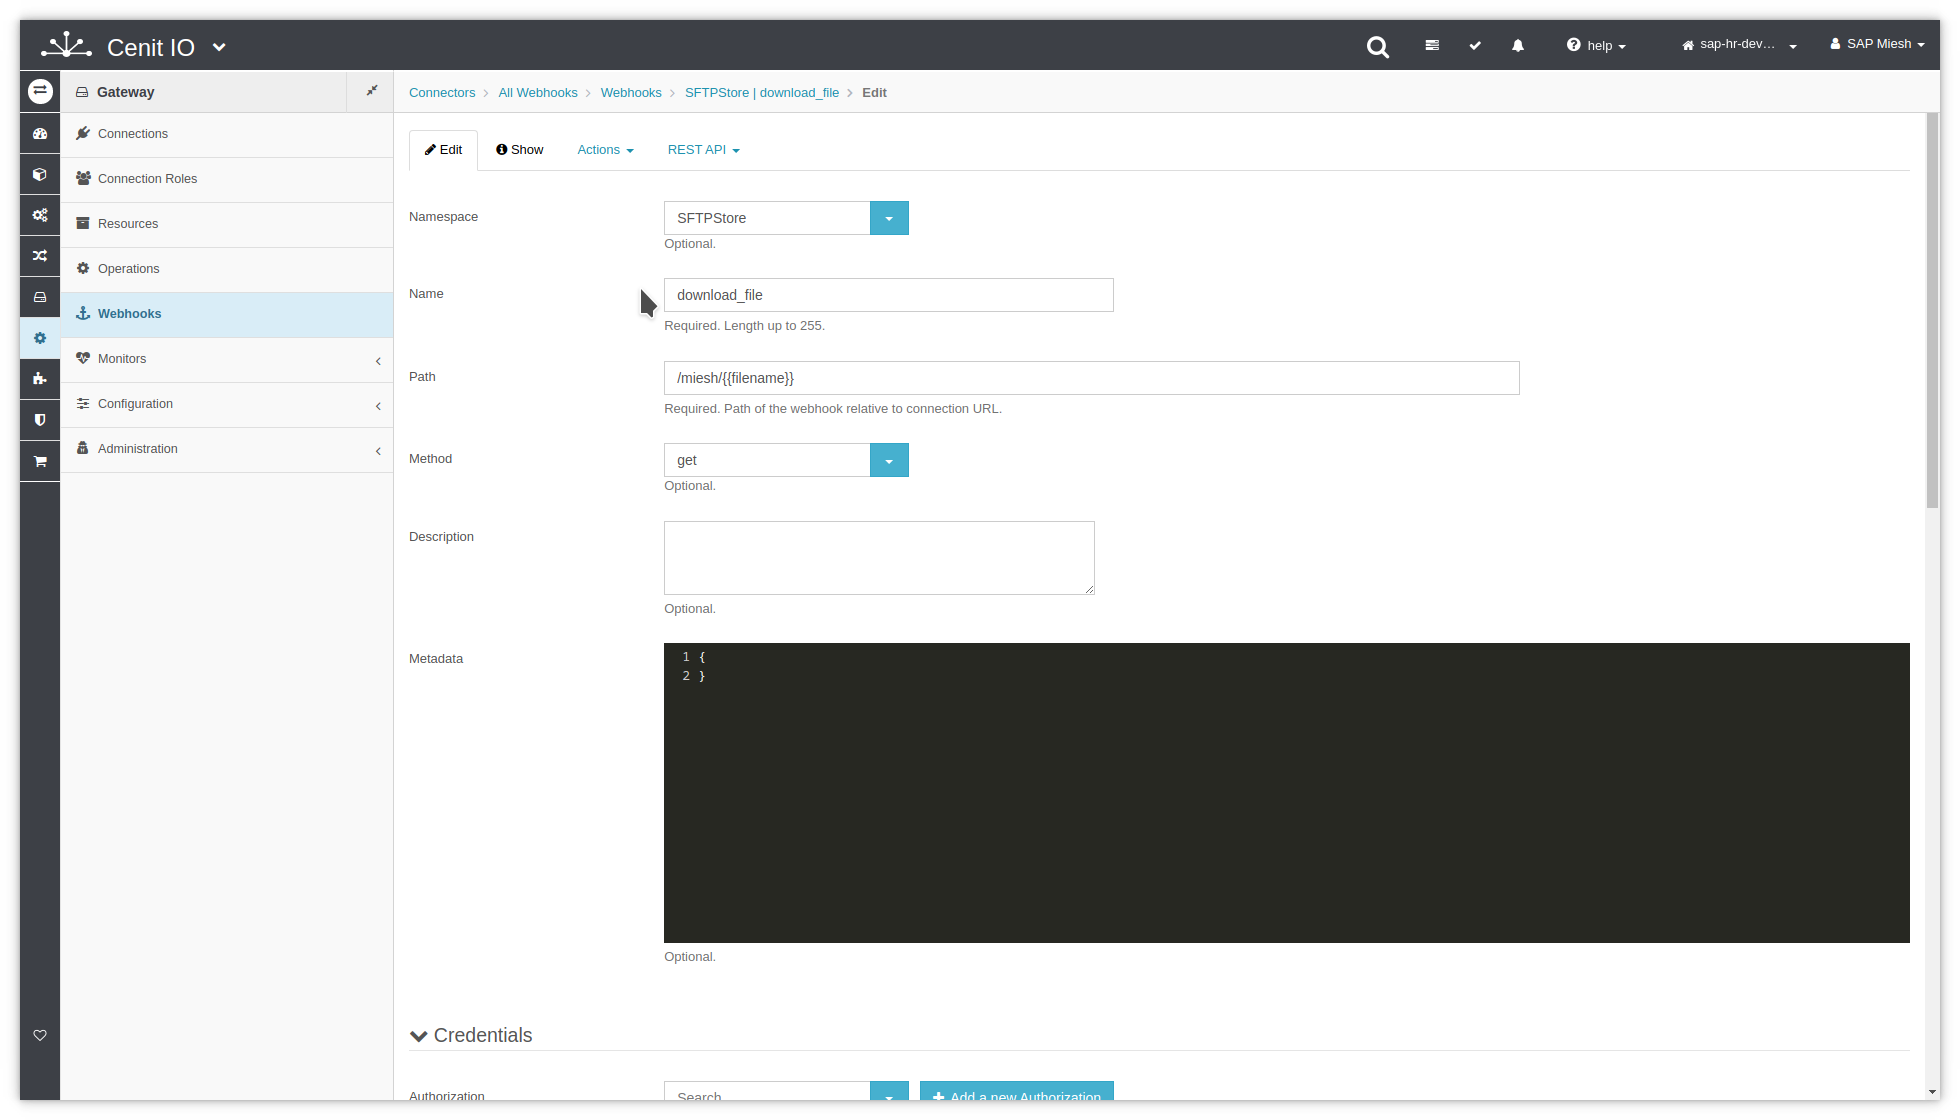 Cenit IO
help
sap-hr-dev...
SAP Miesh
Gateway
Connectors
All Webhooks
Webhooks
SFTPStore | download_file
Edit
Connections
Connection Roles
Resources
Operations
Webhooks
Monitors
Configuration
Administration
Edit
Show
Actions
REST API
Namespace
SFTPStore
Optional.
Name
download_file
Required. Length up to 255.
Path
/miesh/{{filename}}
Required. Path of the webhook relative to connection URL.
Method
get
Optional.
Description
Optional.
Metadata
1 {
2 }
Optional.
Credentials
Authorization
Search
Add a new Authorization